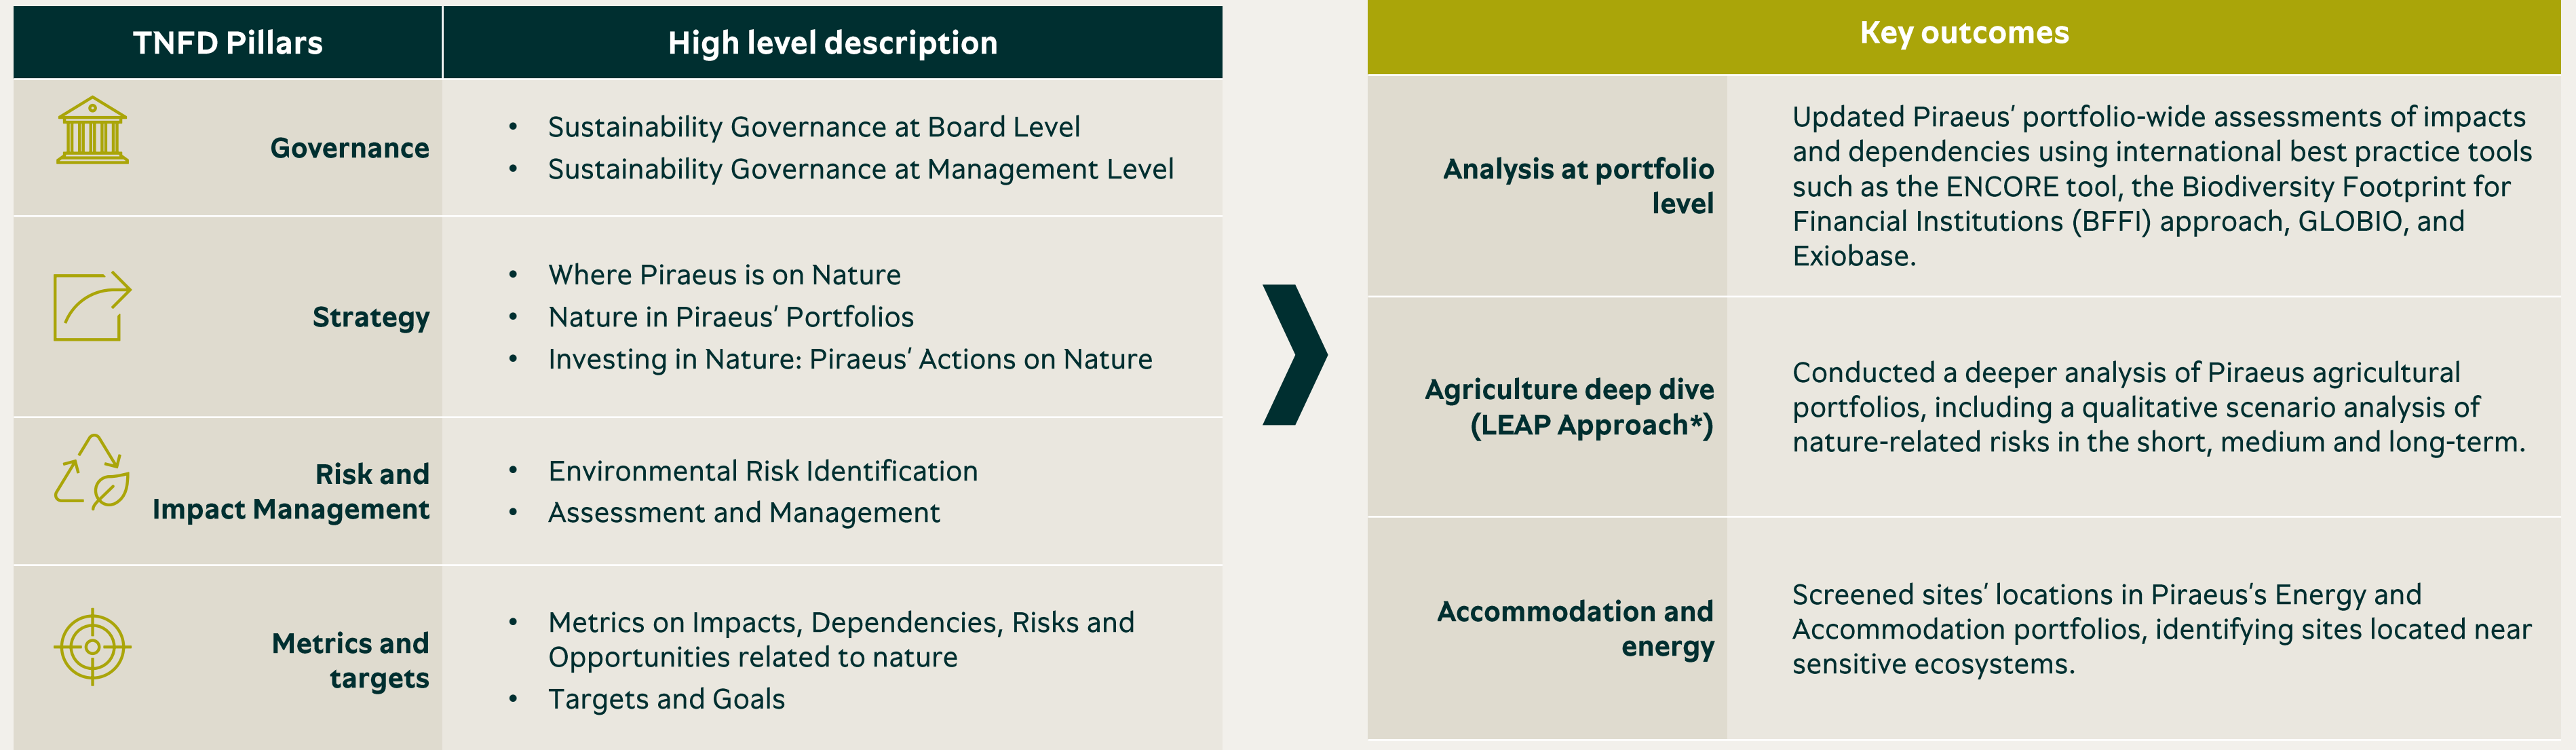 TNFD Pillars
High level description
Governance
• Sustainability Governance at Board Level
• Sustainability Governance at Management Level
Strategy
• Where Piraeus is on Nature
• Nature in Piraeus’ Portfolios
• Investing in Nature: Piraeus’ Actions on Nature
Risk and
Impact Management
• Environmental Risk Identification
• Assessment and Management
Metrics and
targets
• Metrics on Impacts, Dependencies, Risks and
Opportunities related to nature
• Targets and Goals
Key outcomes
Analysis at portfolio
level
Updated Piraeus’ portfolio-wide assessments of impacts
and dependencies using international best practice tools
such as the ENCORE tool, the Biodiversity Footprint for
Financial Institutions (BFFI) approach, GLOBIO, and
Exiobase.
Agriculture deep dive
(LEAP Approach*)
Conducted a deeper analysis of Piraeus agricultural
portfolios, including a qualitative scenario analysis of
nature-related risks in the short, medium and long-term.
Accommodation and
energy
Screened sites’ locations in Piraeus’s Energy and
Accommodation portfolios, identifying sites located near
sensitive ecosystems.